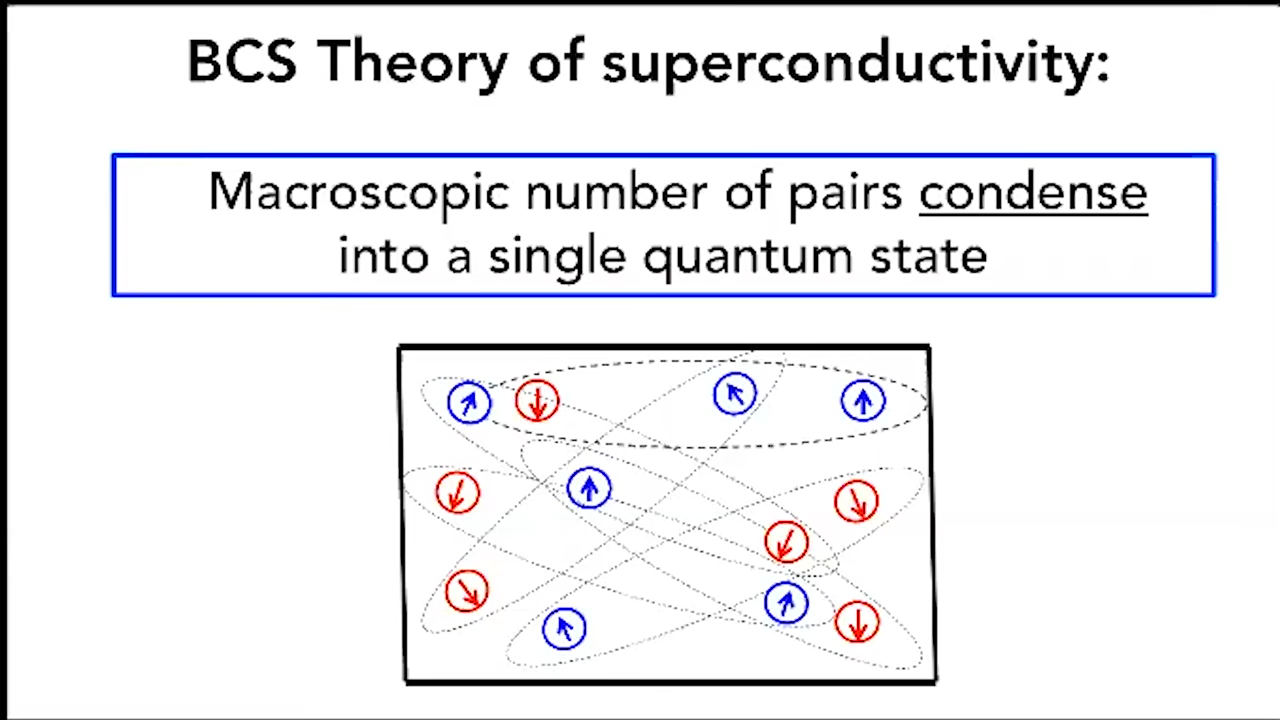 BCS Theory of superconductivity:
Macroscopic number of pairs condense
into a single quantum state